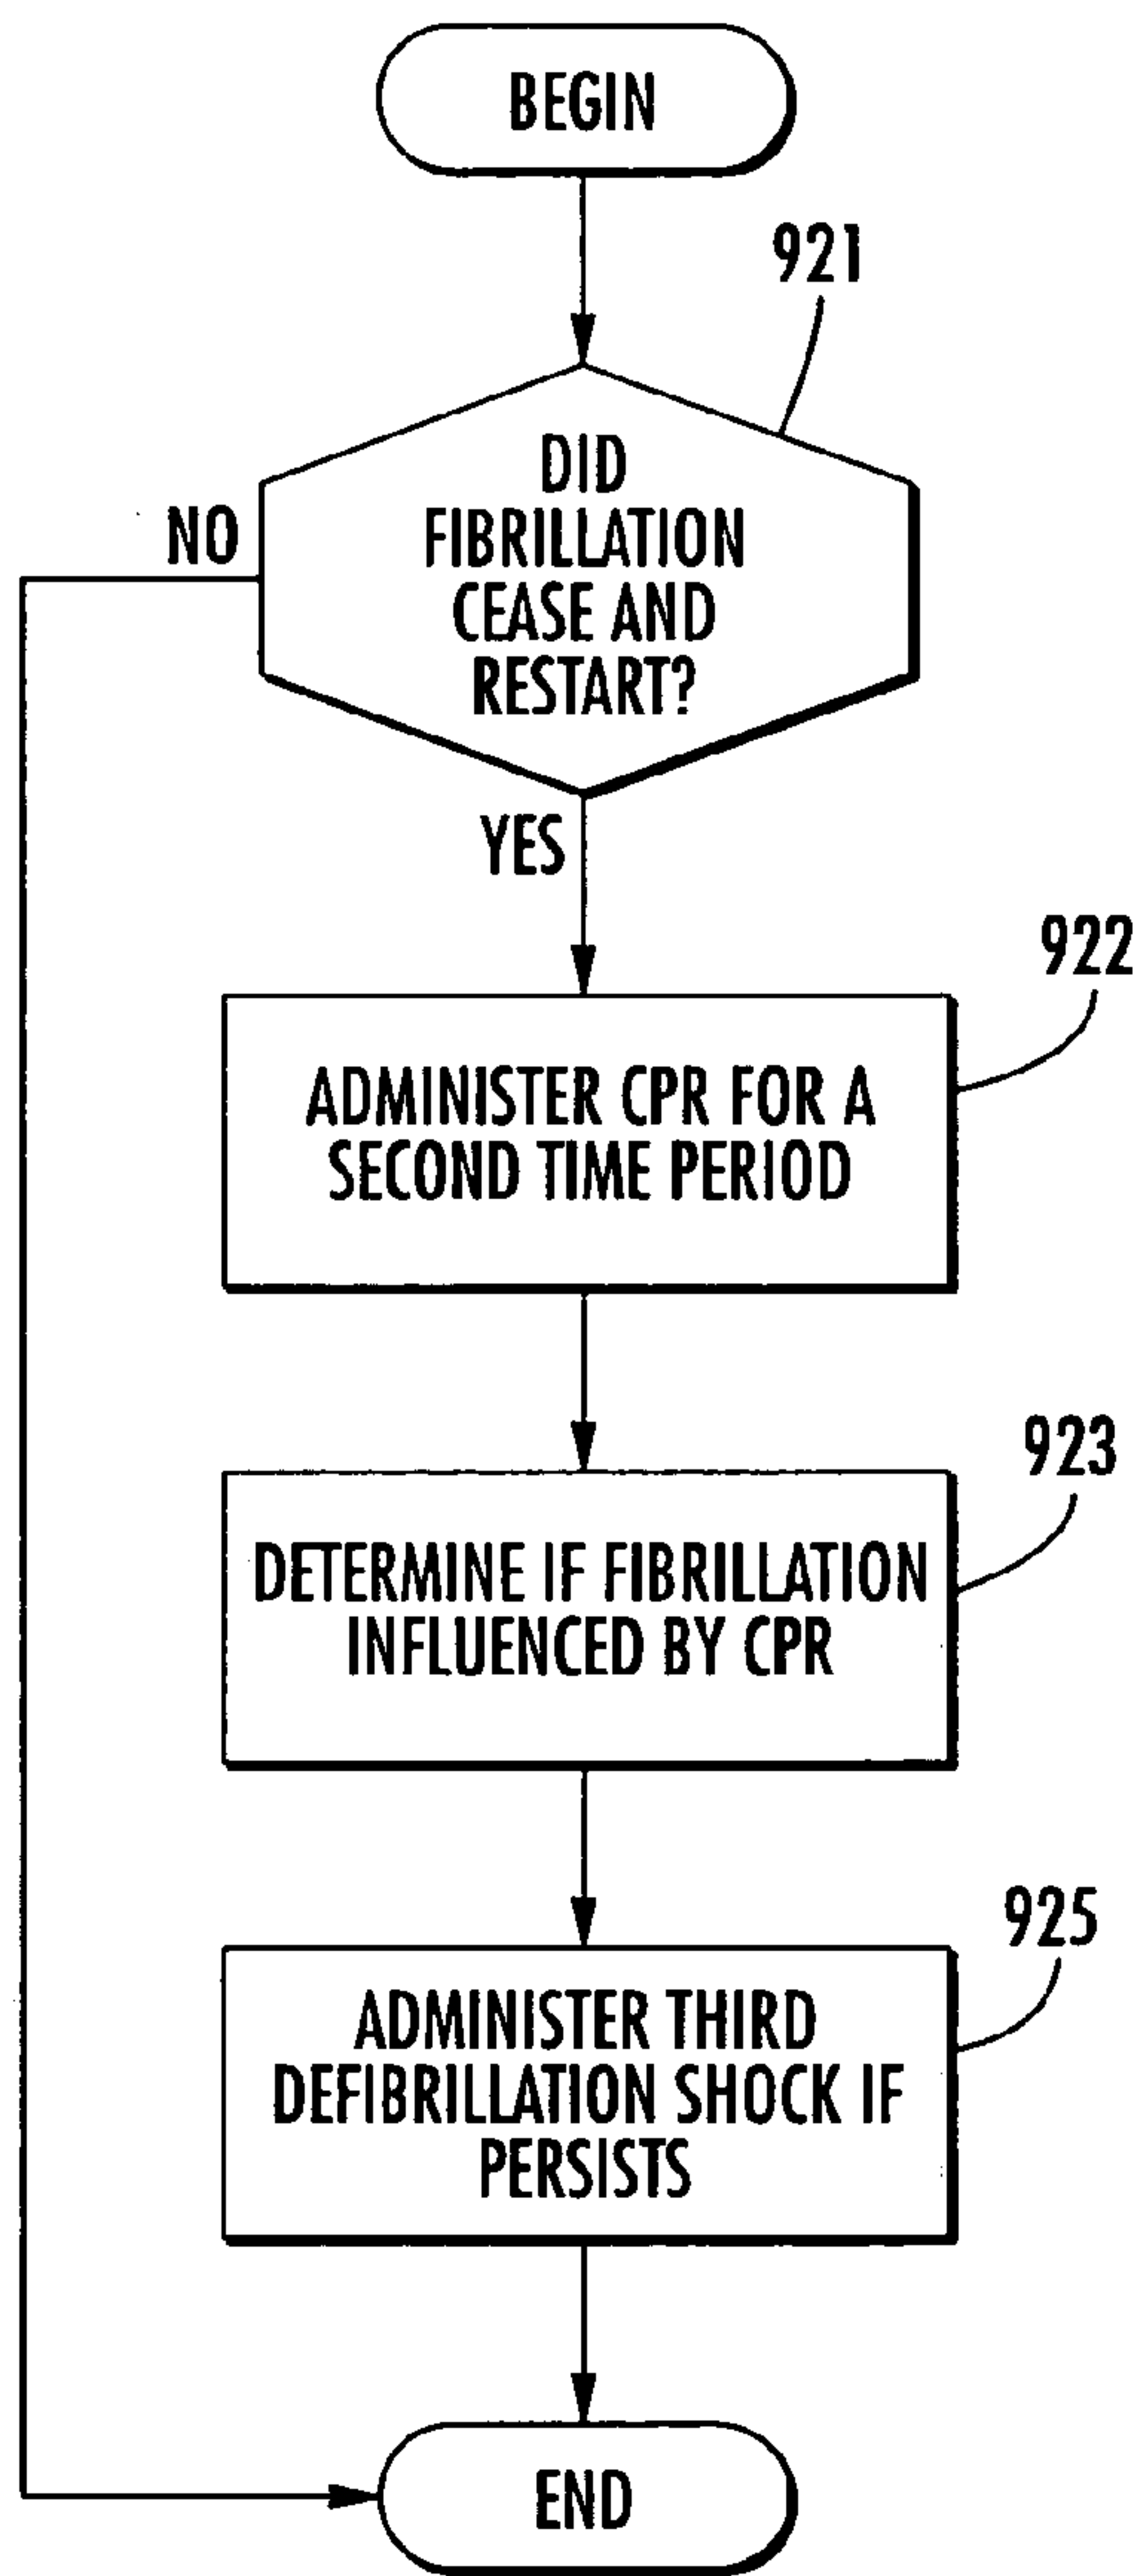 BEGIN
921
DID
FIBRILLATION
CEASE AND
RESTART?
NO
YES
922
ADMINISTER CPR FOR A
SECOND TIME PERIOD
923
DETERMINE IF FIBRILLATION
INFLUENCED BY CPR
925
ADMINISTER THIRD
DEFIBRILLATION SHOCK IF
PERSISTS
END